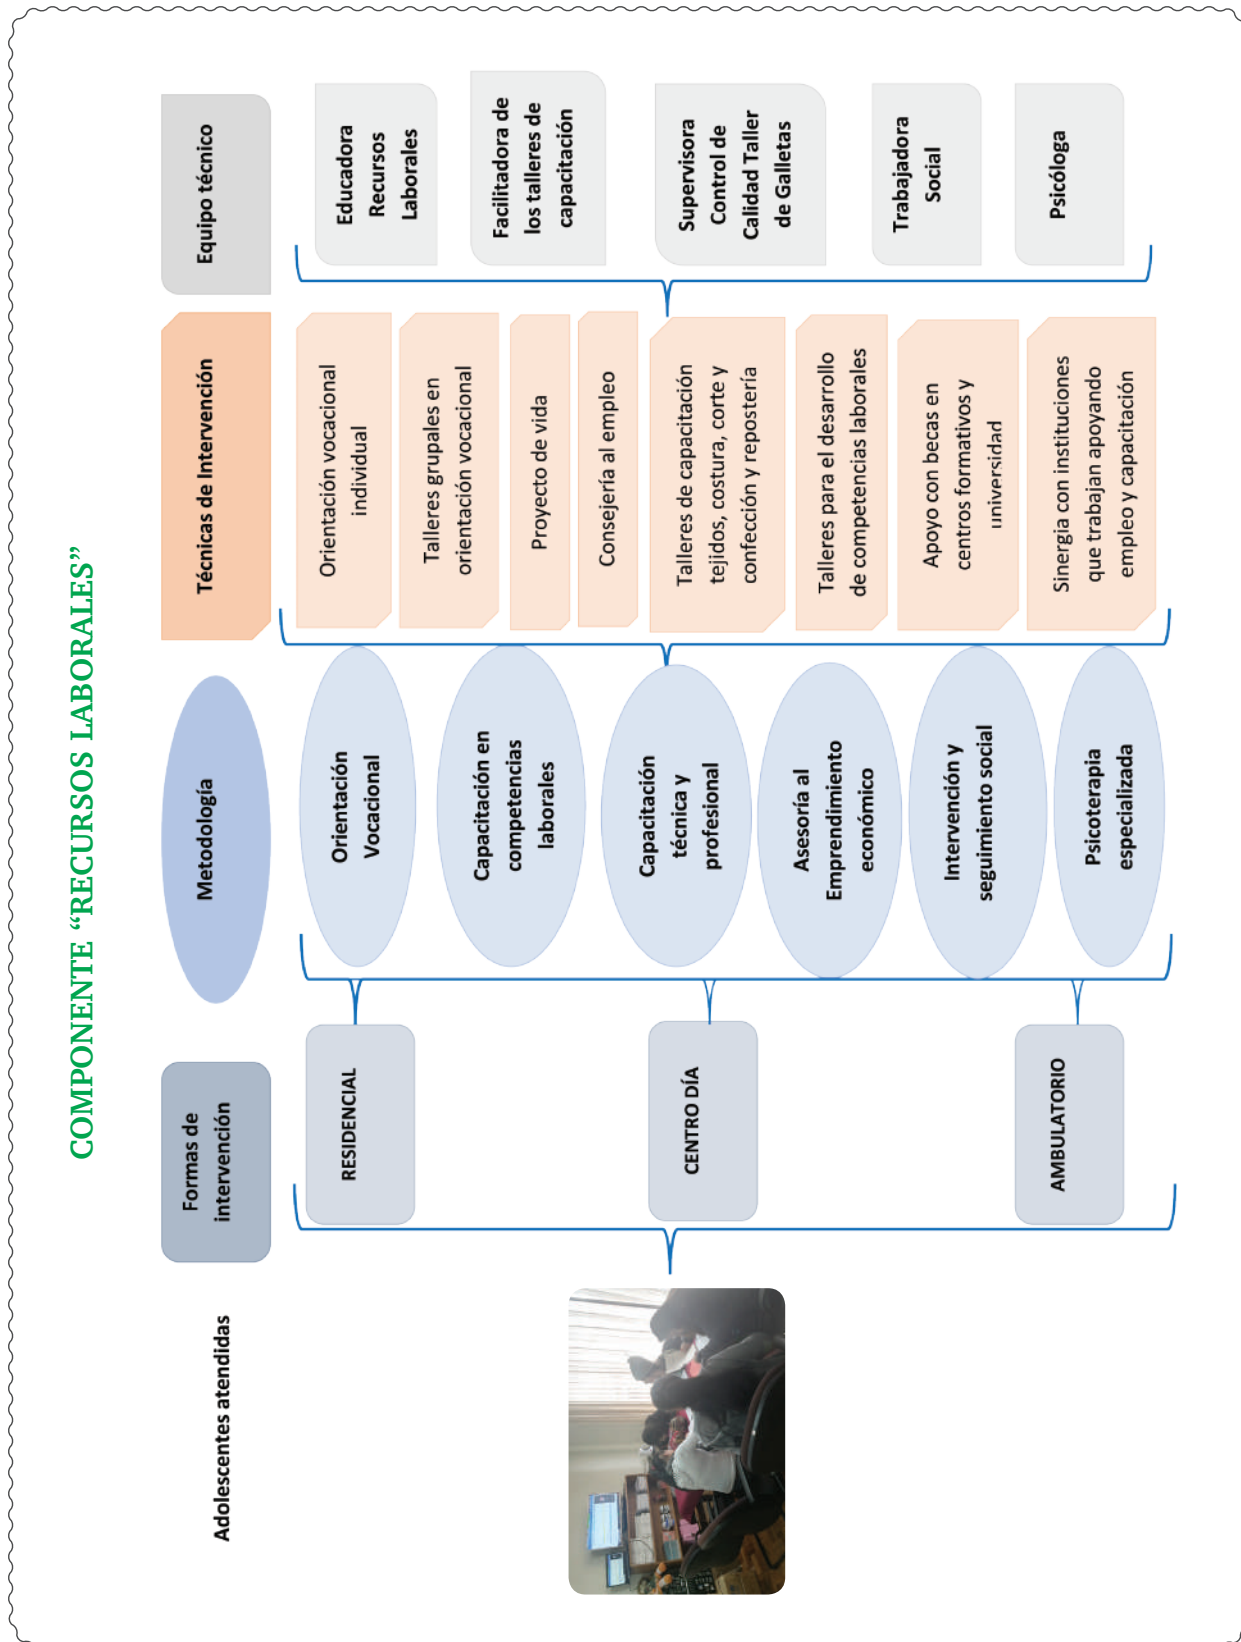 COMPONENTE “RECURSOS LABORALES”
Adolescentes atendidas
Formas de
intervención
RESIDENCIAL
CENTRO DÍA
AMBULATORIO
Metodología
Orientación
Vocacional
Capacitación en
competencias
laborales
Capacitación
técnica y
profesional
Asesoría al
Emprendimiento
económico
Intervención y
seguimiento social
Psicoterapia
especializada
Técnicas de Intervención
Orientación vocacional
individual
Talleres grupales en
orientación vocacional
Proyecto de vida
Consejería al empleo
Talleres de capacitación
tejidos, costura, corte y
confección y repostería
Talleres para el desarrollo
de competencias laborales
Apoyo con becas en
centros formativos y
universidad
Sinergia con instituciones
que trabajan apoyando
empleo y capacitación
Equipo técnico
Educadora
Recursos
Laborales
Facilitadora de
los talleres de
capacitación
Supervisora
Control de
Calidad Taller
de Galletas
Trabajadora
Social
Psicóloga